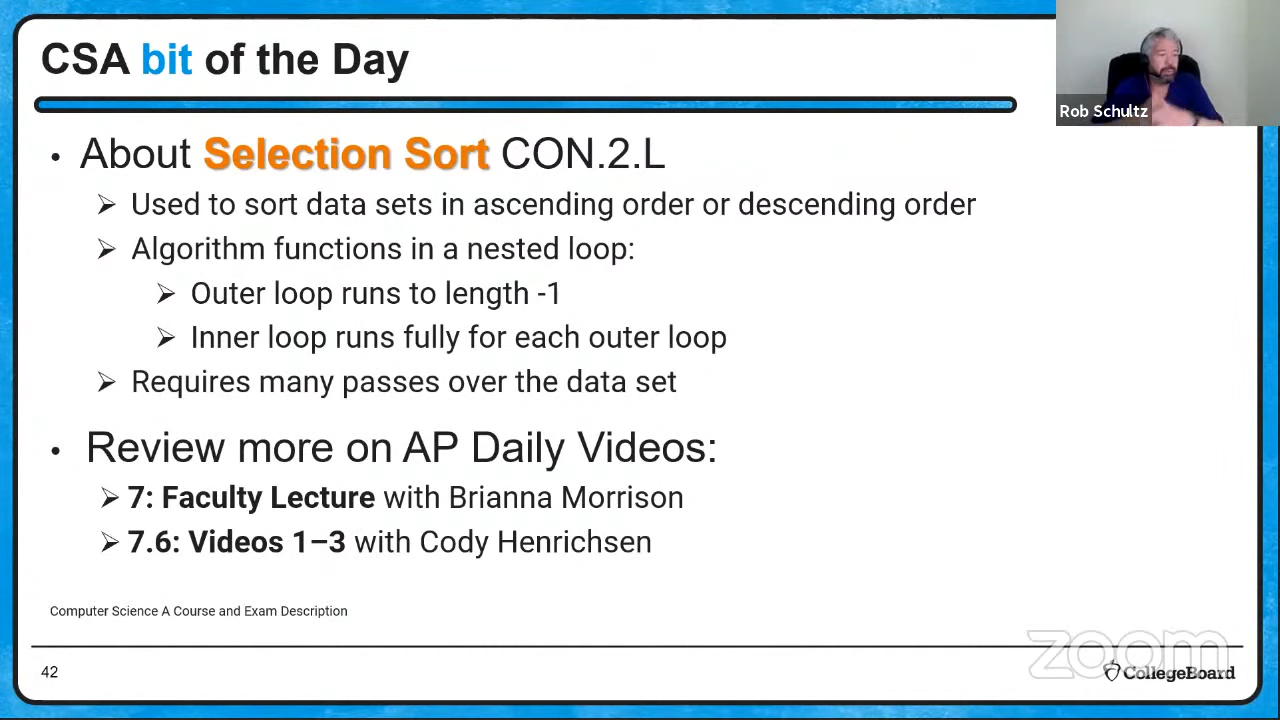 CSA bit of the Day
Rob Schultz
• About Selection Sort CON.2.L
➢ Used to sort data sets in ascending order or descending order
➢ Algorithm functions in a nested loop:
➢ Outer loop runs to length -1
➢ Inner loop runs fully for each outer loop
➢ Requires many passes over the data set
• Review more on AP Daily Videos:
➢ 7: Faculty Lecture with Brianna Morrison
➢ 7.6: Videos 1–3 with Cody Henrichsen
Computer Science A Course and Exam Description
zoom
42
CollegeBoard